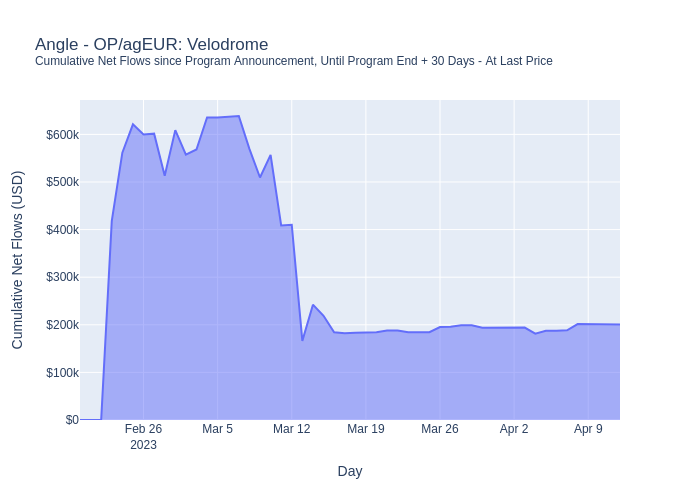 Angle - OP/agEUR: Velodrome
Cumulative Net Flows since Program Announcement, Until Program End + 30 Days - At Last Price
Cumulative Net Flows (USD)
$600k
$500k
$400k
$300k
$200k
$100k
$0
Feb 26
2023
Mar 5
Mar 12
Mar 19
Mar 26
Apr 2
Apr 9
Day